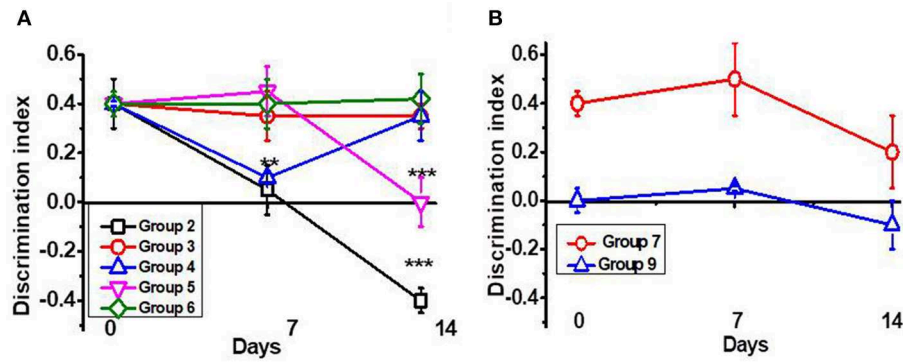 A
B
Discrimination index
0.6
0.4
0.2
0.0
-0.2
-0.4
**
***
***
Group 2
Group 3
Group 4
Group 5
Group 6
0
7
14
Days
Discrimination index
0.6
0.4
0.2
0.0
-0.2
-0.4
Group 7
Group 9
0
7
14
Days